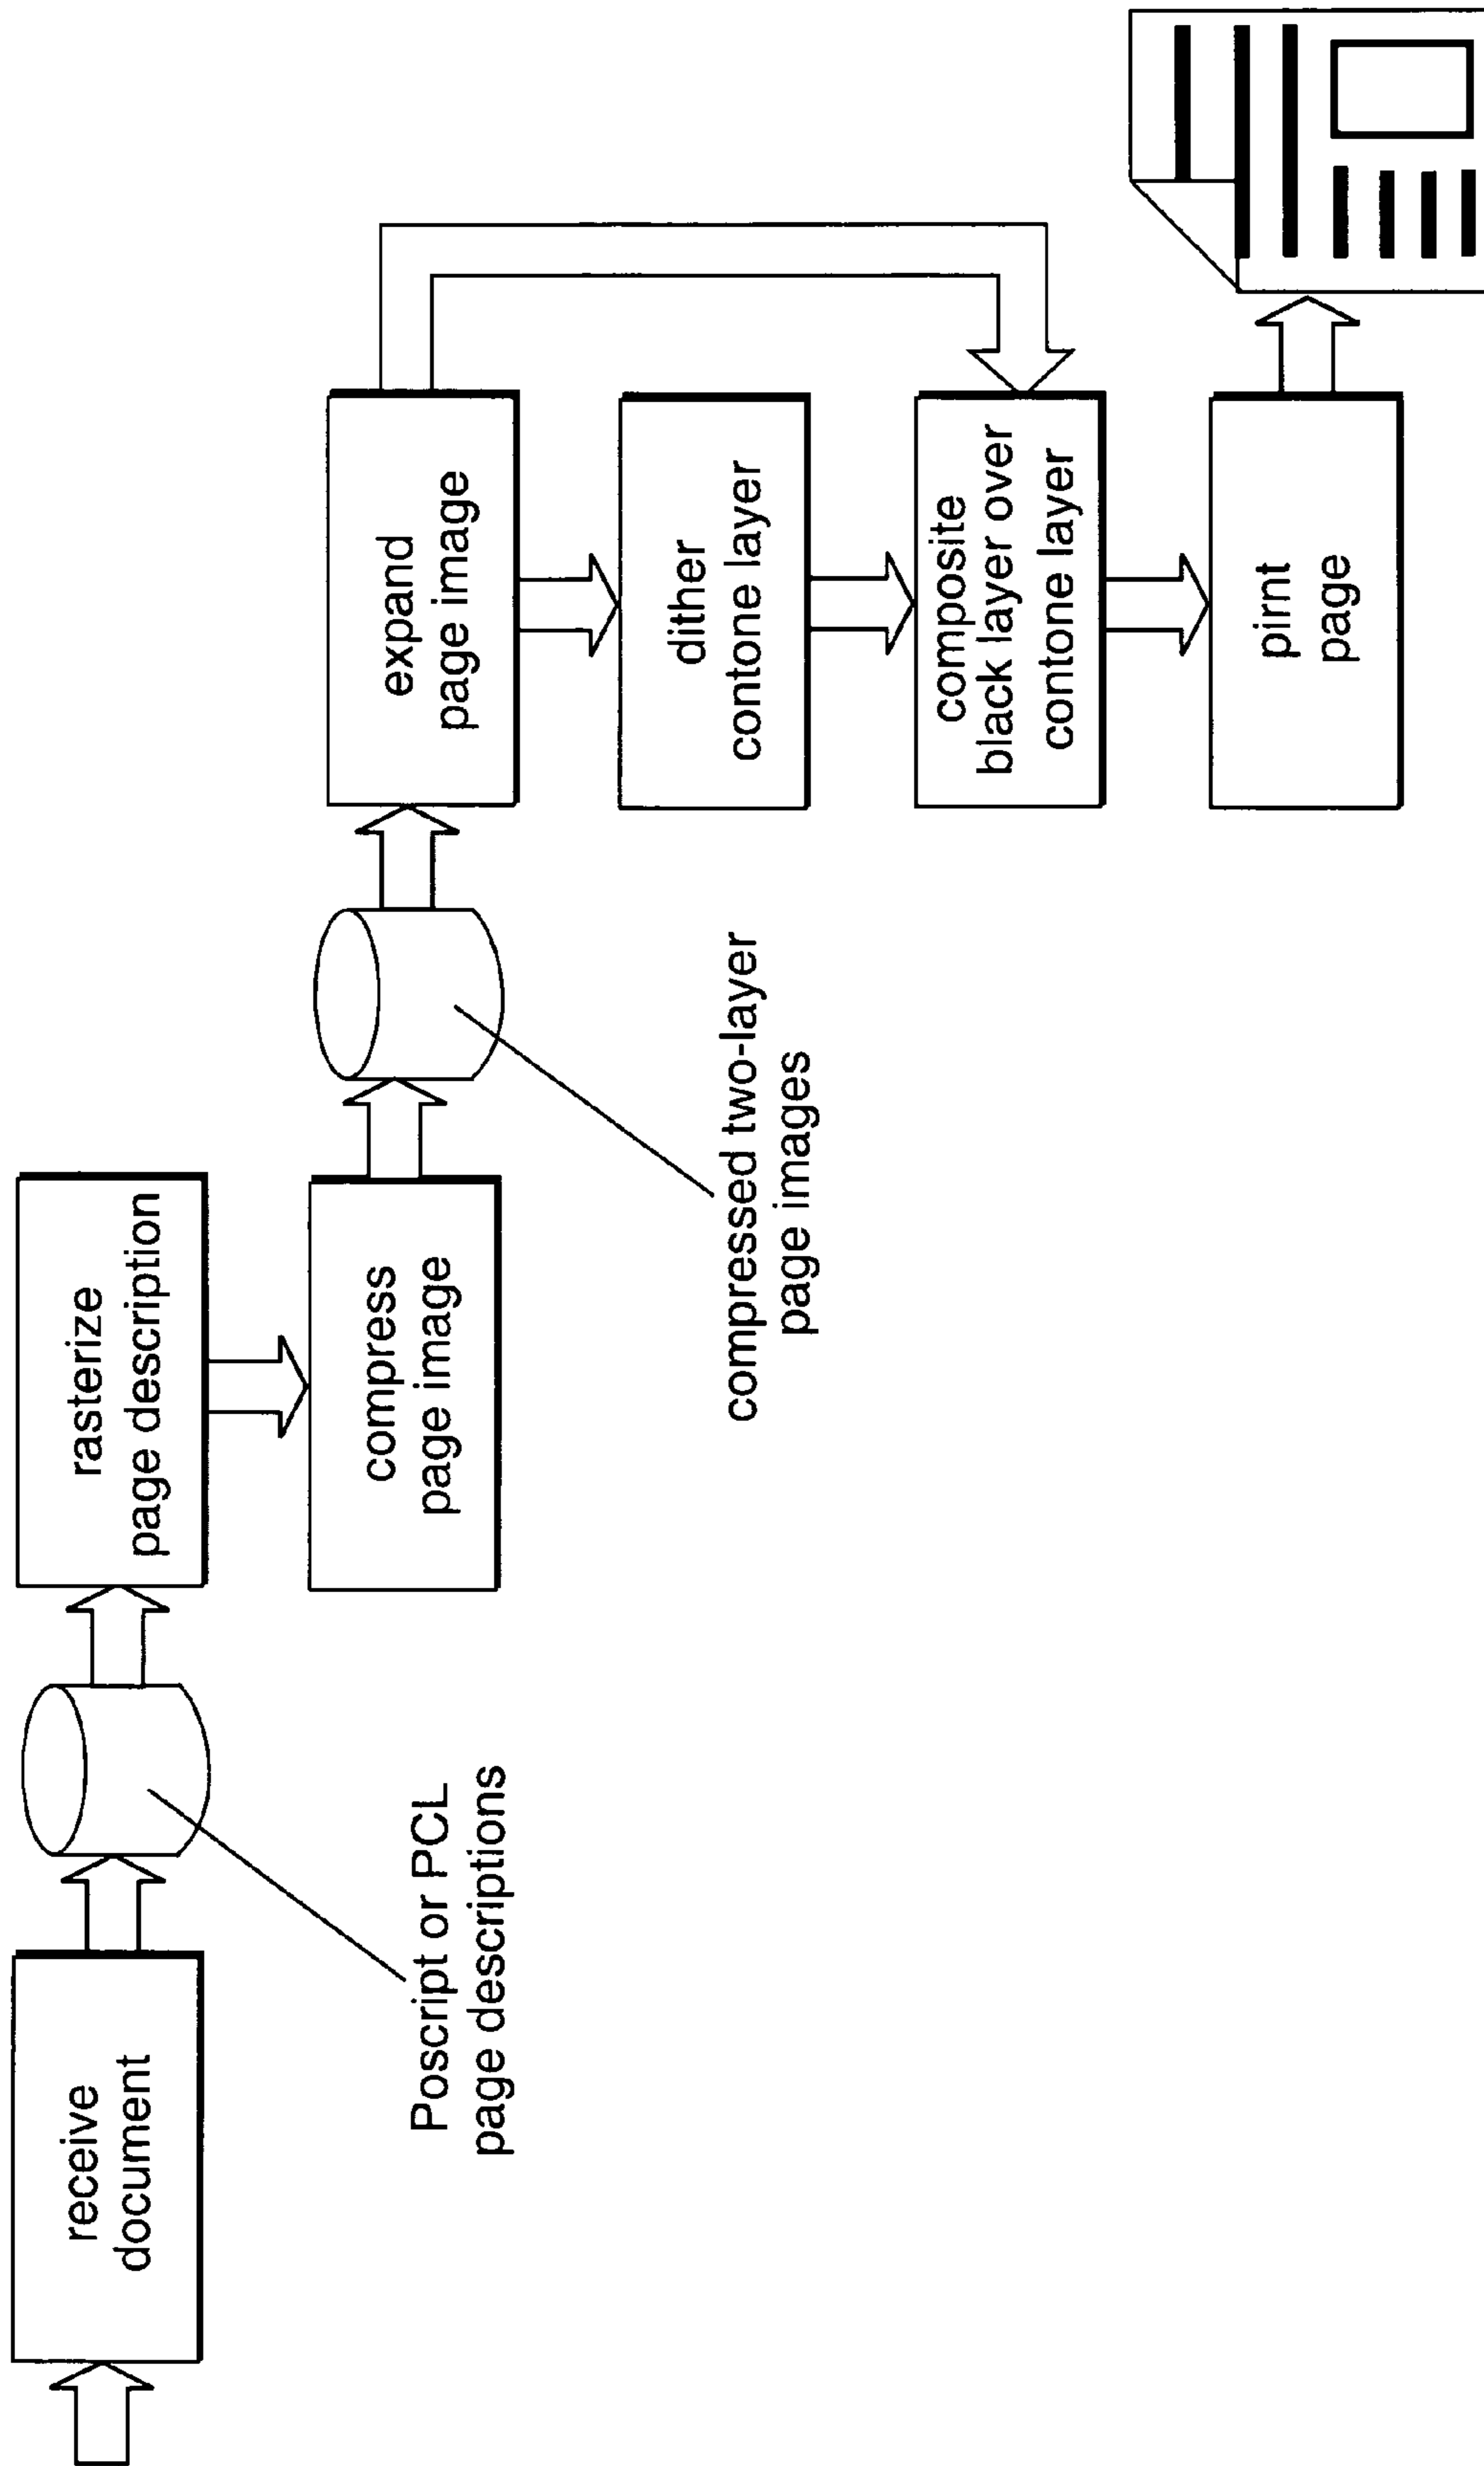 receive
document
Poscript or PCL
page descriptions
rasterize
page description
compress
page image
compressed two-layer
page images
expand
page image
dither
contone layer
composite
black layer over
contone layer
pirnt
page